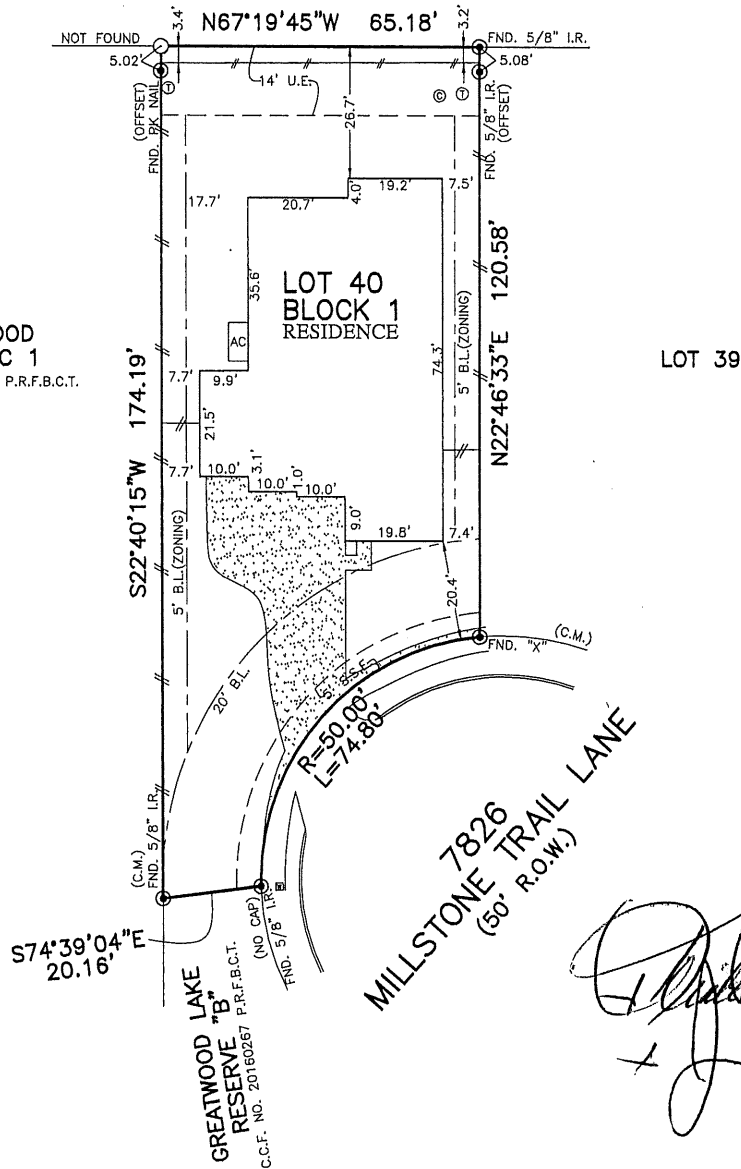 N67°19'45"W 65.18'
3.4'
3.2'
NOT FOUND
FND. 5/8" I.R.
5.02'
5.08'
14' U.E.
T
C
T
(OFFSET)
FND. PK NAIL
FND. 5/8" I.R.
(OFFSET)
26.7'
17.7'
20.7'
4.0'
19.2'
7.5'
LOT 40
BLOCK 1
RESIDENCE
35.6'
AC
7.7'
9.9'
21.5'
7.7'
10.0'
3.1'
10.0'
1.0'
10.0'
9.0'
19.8'
7.4'
74.3'
5' B.L.(ZONING)
N22°46'33"E 120.58'
LOT 39
OOD
C 1
P.R.F.B.C.T.
S22°40'15"W 174.19'
5' B.L.(ZONING)
20' B.L.
20.4'
(C.M.)
FND. "X"
5' S.S.E.
R=50.00'
L=74.80'
(C.M.)
FND. 5/8" I.R.
S74°39'04"E
20.16'
(NO CAP)
FND. 5/8" I.R.
7826
MILLSTONE TRAIL LANE
(50' R.O.W.)
GREATWOOD LAKE
RESERVE "B"
C.C.F. NO. 20160267 P.R.F.B.C.T.